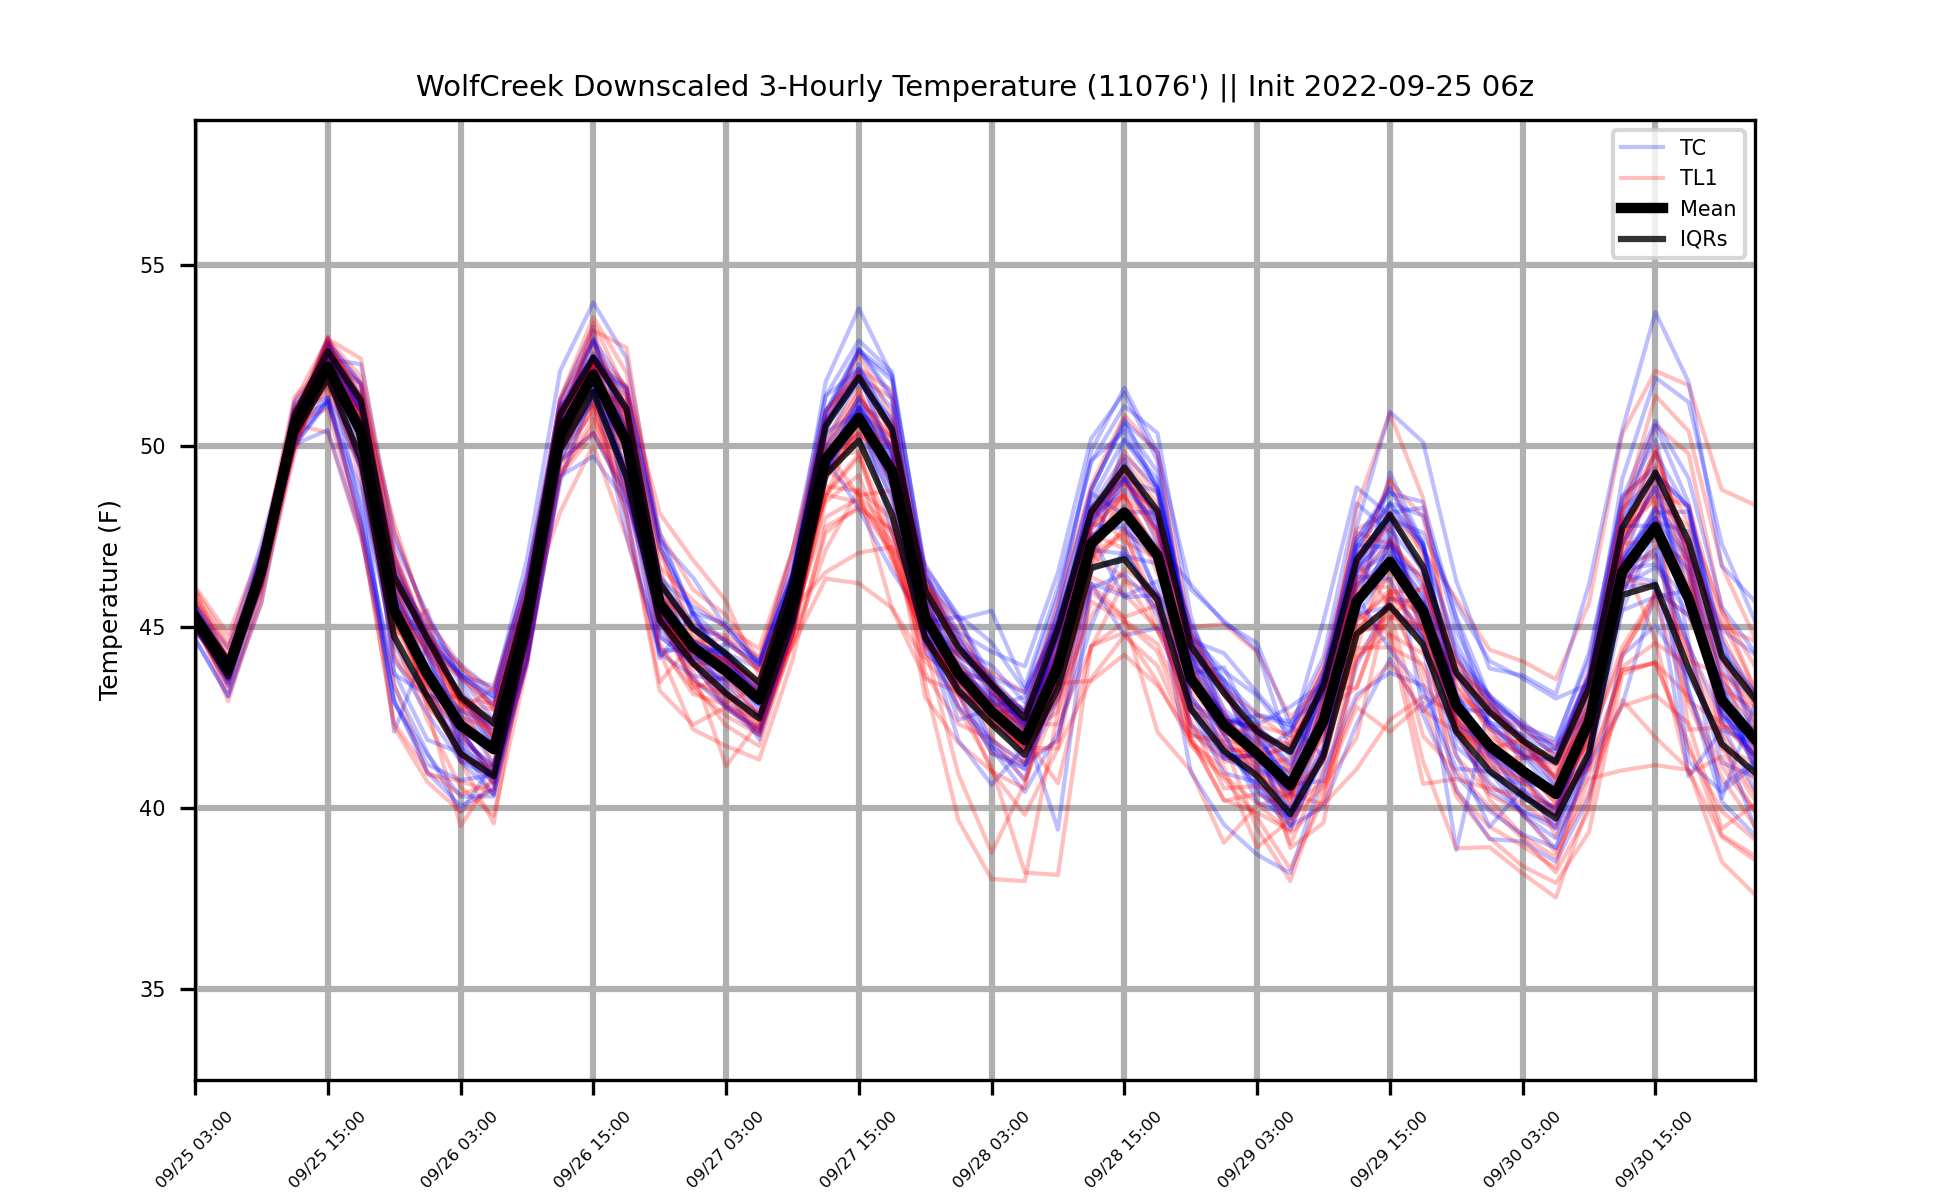 WolfCreek Downscaled 3-Hourly Temperature (11076') || Init 2022-09-25 06z
TC
TL1
Mean
IQRs
Temperature (F)
55
50
45
40
35
09/25 03:00
09/25 15:00
09/26 03:00
09/26 15:00
09/27 03:00
09/27 15:00
09/28 03:00
09/28 15:00
09/29 03:00
09/29 15:00
09/30 03:00
09/30 15:00